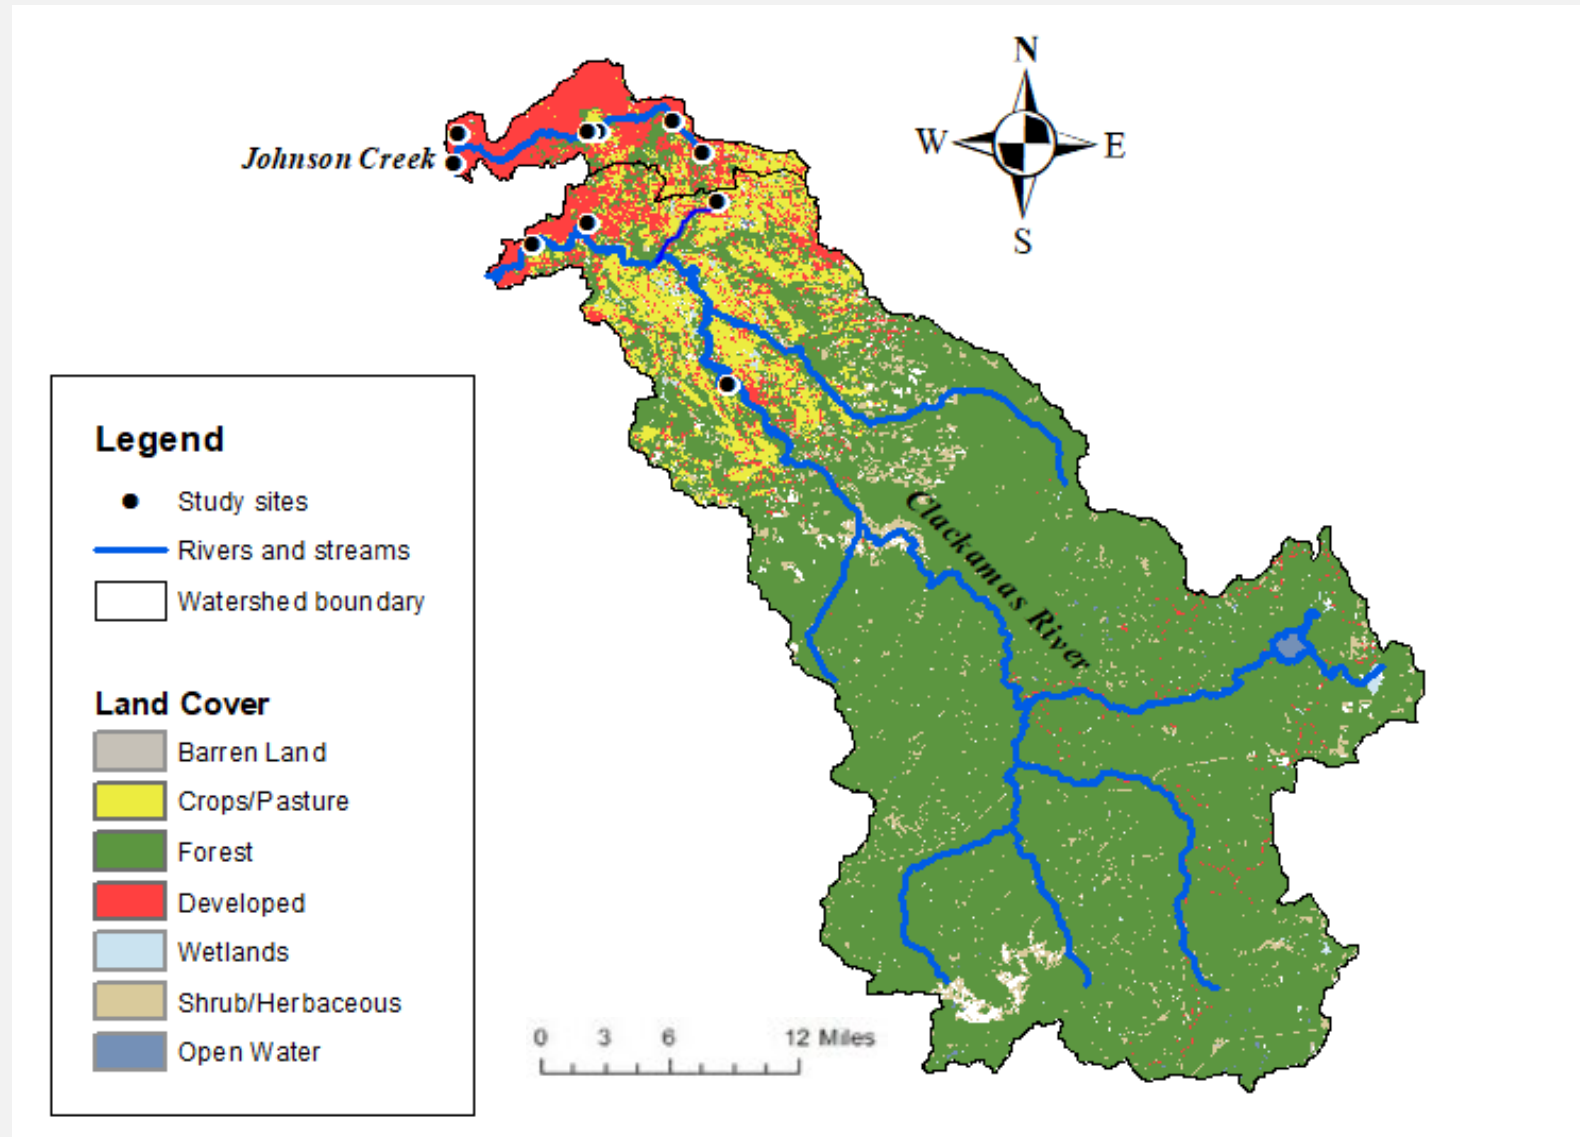 N
W E
S
Johnson Creek
Clackamas River
Legend
Study sites
Rivers and streams
Watershed boundary
Land Cover
Barren Land
Crops/Pasture
Forest
Developed
Wetlands
Shrub/Herbaceous
Open Water
0 3 6 12 Miles